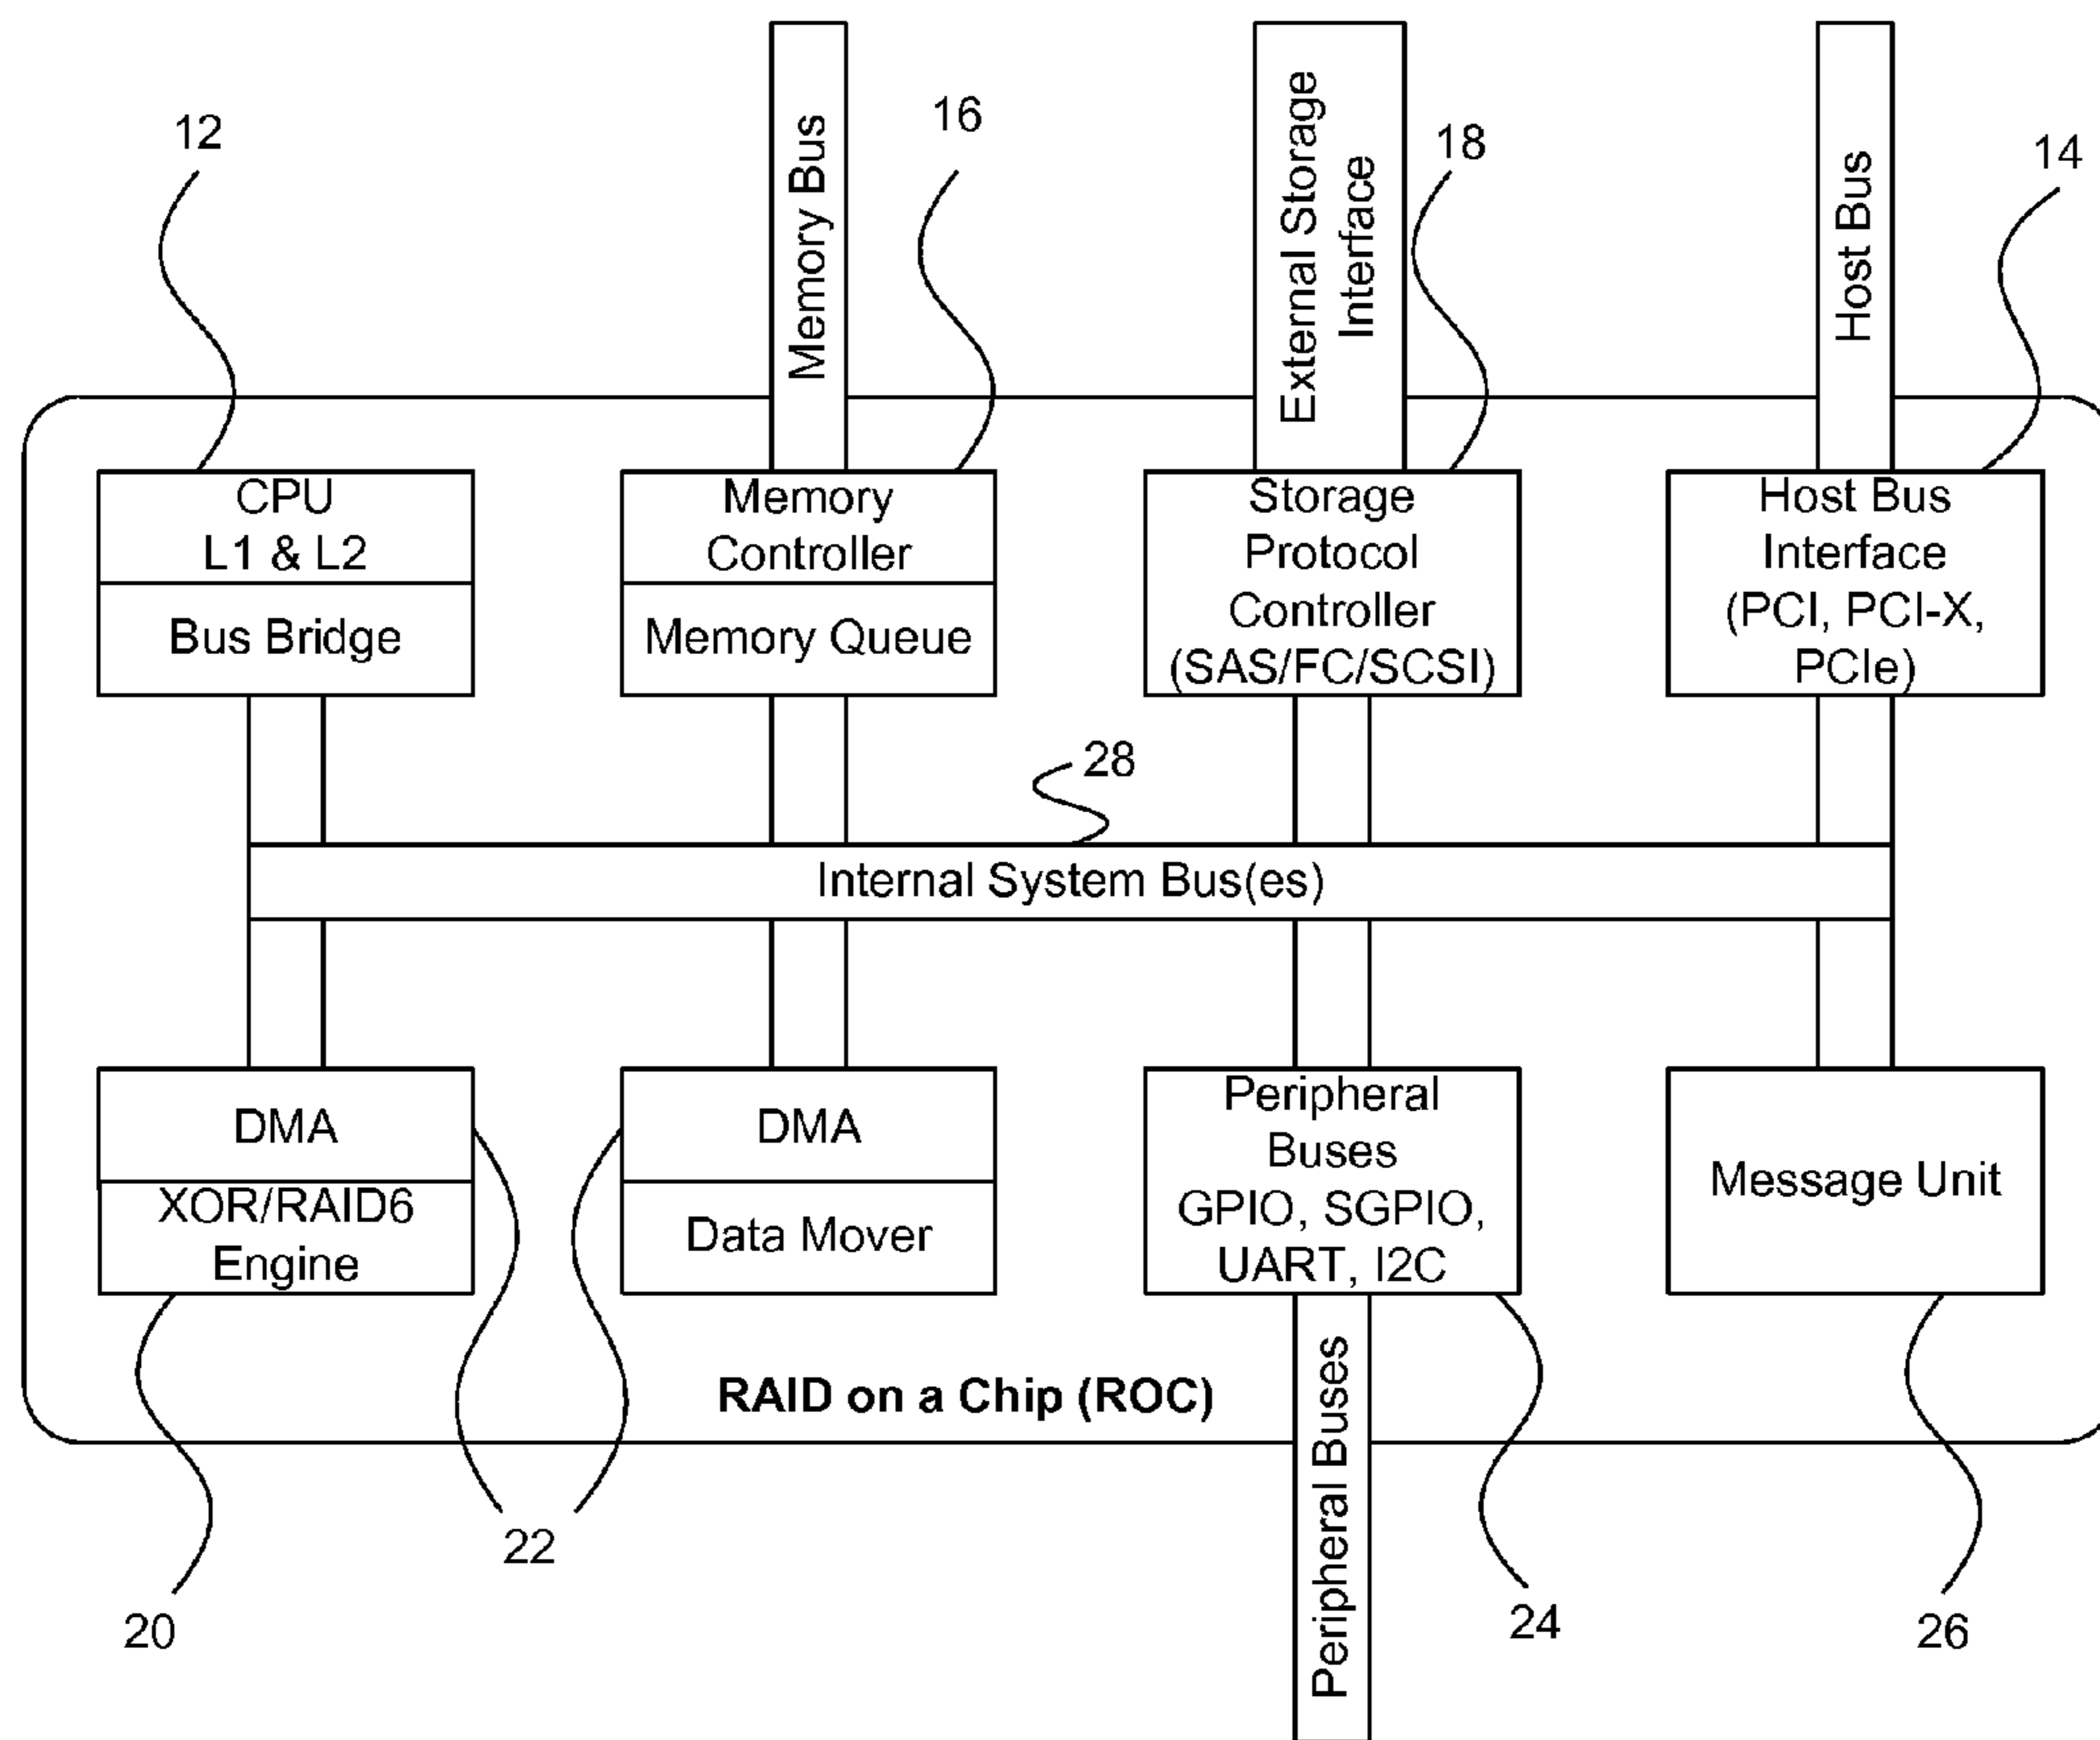 12
16
18
14
Memory Bus
External Storage
Interface
Host Bus
CPU
L1 & L2
Bus Bridge
Memory
Controller
Memory Queue
Storage
Protocol
Controller
(SAS/FC/SCSI)
Host Bus
Interface
(PCI, PCI-X,
PCIe)
28
Internal System Bus(es)
DMA
XOR/RAID6
Engine
DMA
Data Mover
Peripheral
Buses
GPIO, SGPIO,
UART, I2C
Message Unit
RAID on a Chip (ROC)
Peripheral Buses
20
22
24
26